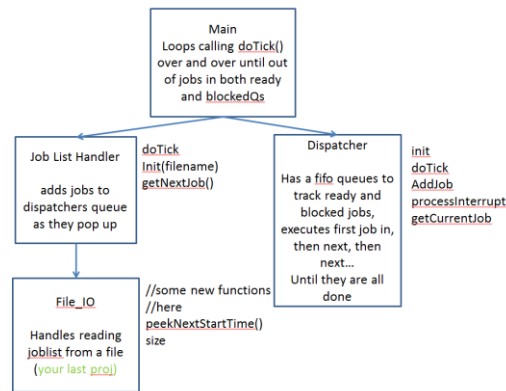 Main
Loops calling doTick()
over and over until out
of jobs in both ready
and blockedQs
Job List Handler
adds jobs to
dispatchers queue
as they pop up
doTick
Init(filename)
getNextJob()
Dispatcher
Has a fifo queues to
track ready and
blocked jobs,
executes first job in,
then next, then
next...
Until they are all
done
init
doTick
AddJob
processInterrupt
getCurrentJob
File_IO
Handles reading
joblist from a file
(your last proj)
//some new functions
//here
peekNextStartTime()
size